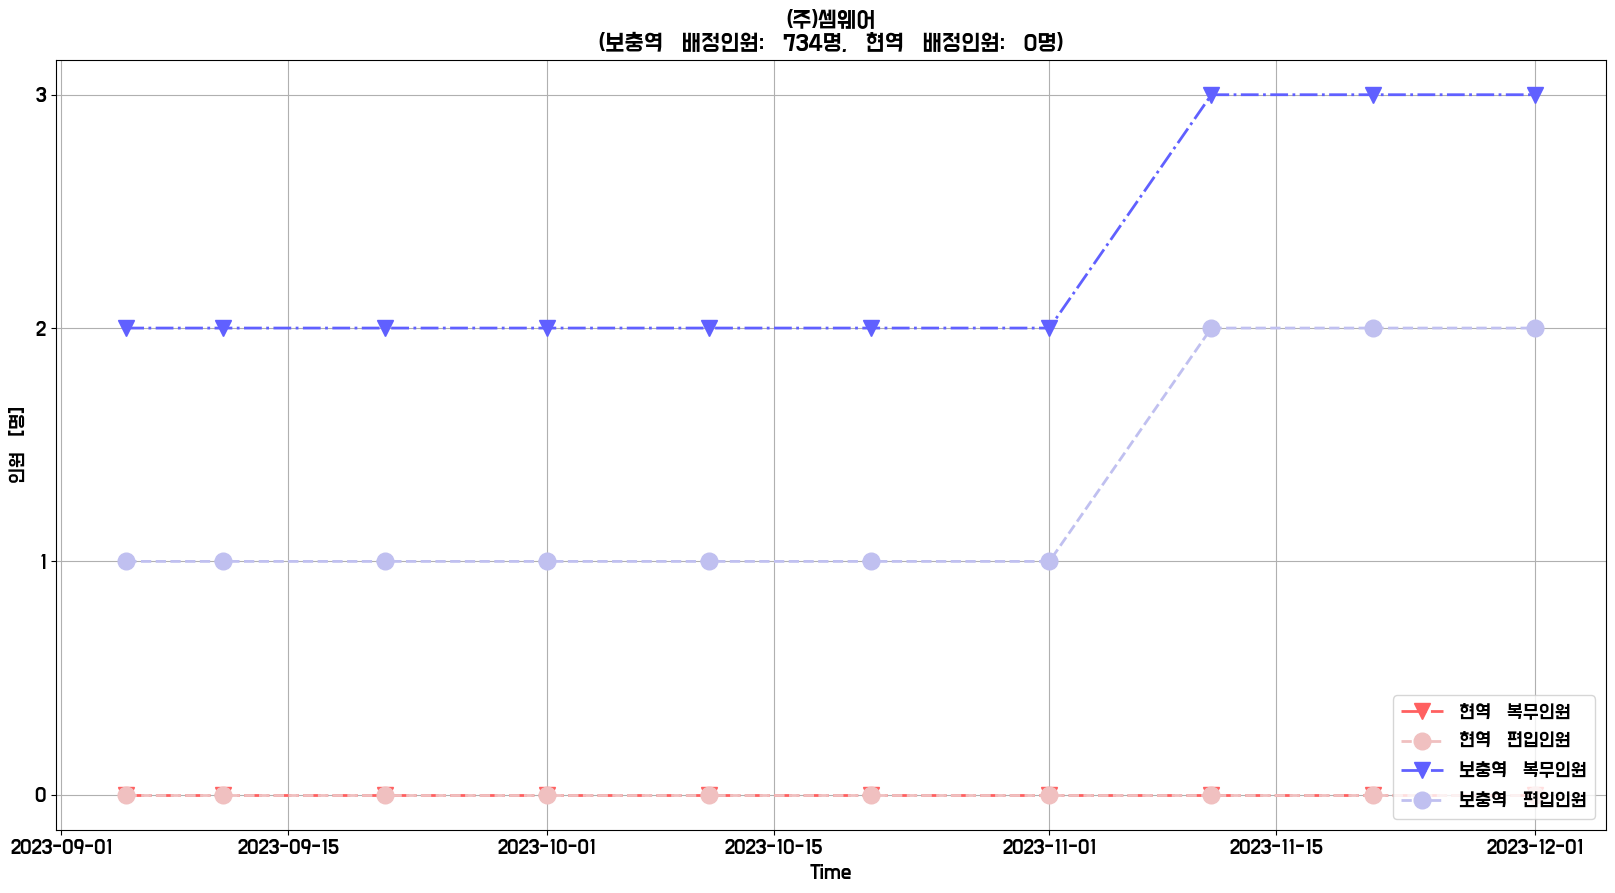 (주)셈웨어
(보충역 배정인원: 734명, 현역 배정인원: 0명)
3
2
1
0
인원 [명]
2023-09-01
2023-09-15
2023-10-01
2023-10-15
2023-11-01
2023-11-15
2023-12-01
Time
현역 복무인원
현역 편입인원
보충역 복무인원
보충역 편입인원